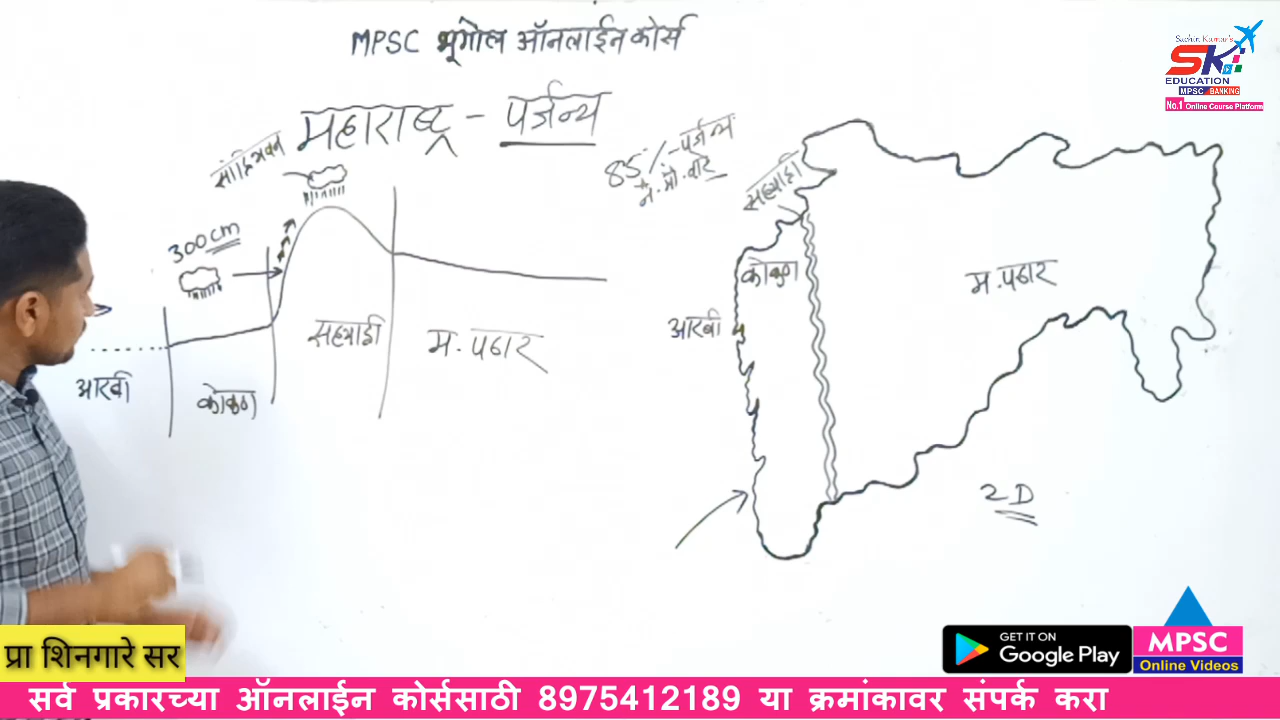 MPSC भूगोल ऑनलाईन कोर्स
Sachin Kumar's
SK
EDUCATION
MPSC BANKING
No.1 Online Course Platform
महाराष्ट्र - पर्जन्य
85% पर्जन्य
नै. मो. वारे
सह्याद्री
300cm
कोकण
म. पठार
आरबी
सह्याद्री
म. पठार
आरबी
कोकण
2D
प्रा शिनगारे सर
GET IT ON
Google Play
MPSC
Online Videos
सर्व प्रकारच्या ऑनलाईन कोर्ससाठी 8975412189 या क्रमांकावर संपर्क करा